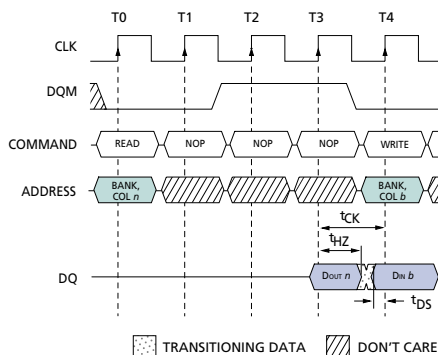 T0 T1 T2 T3 T4
CLK
DQM
COMMAND READ NOP NOP NOP WRITE
ADDRESS BANK, COL n BANK, COL b
tCK
tHZ
DQ DOUT n DIN b
tDS
TRANSITIONING DATA DON'T CARE